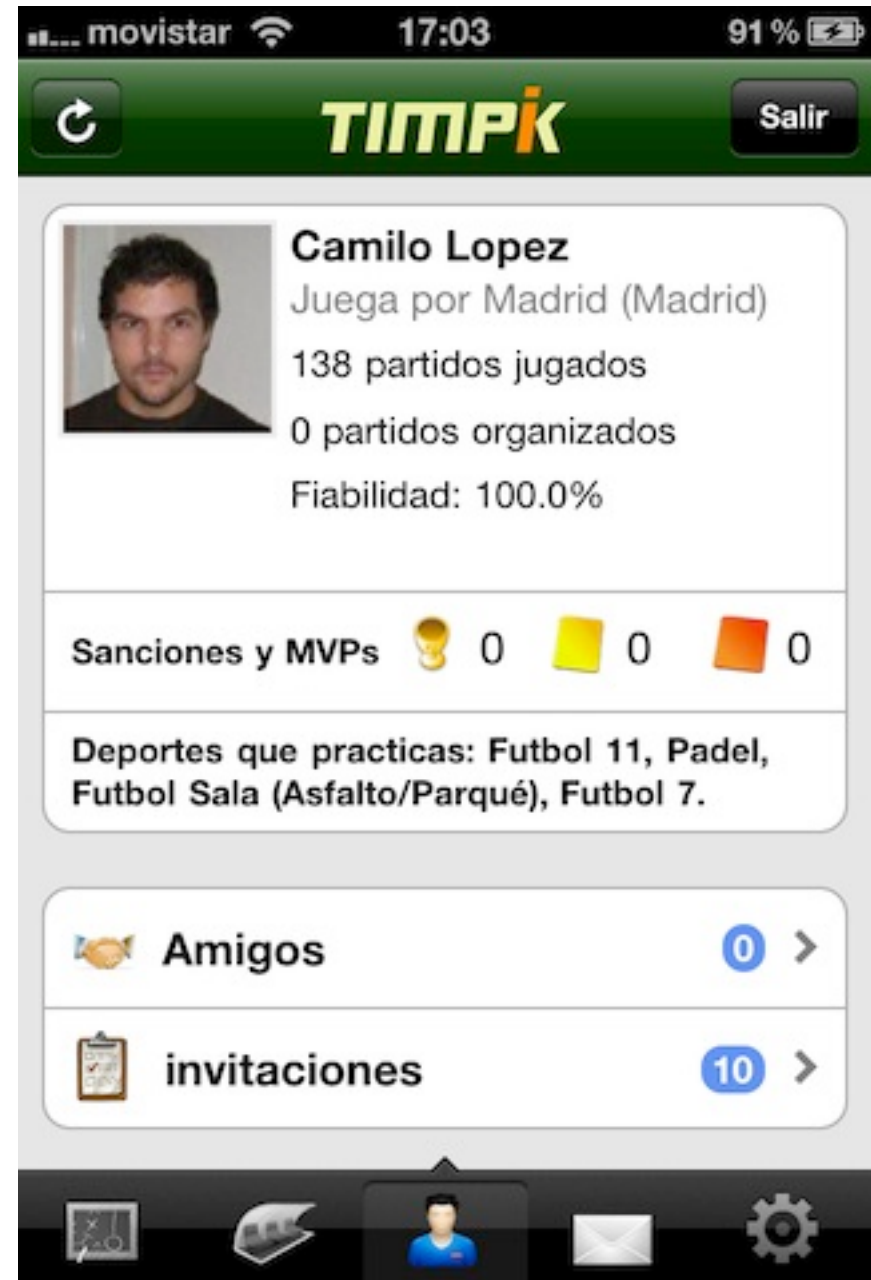 movistar 17:03 91 %
TIMPIK
Salir
Camilo Lopez
Juega por Madrid (Madrid)
138 partidos jugados
0 partidos organizados
Fiabilidad: 100.0%
Sanciones y MVPs 0 0 0
Deportes que practicas: Futbol 11, Padel,
Futbol Sala (Asfalto/Parqué), Futbol 7.
Amigos 0
invitaciones 10